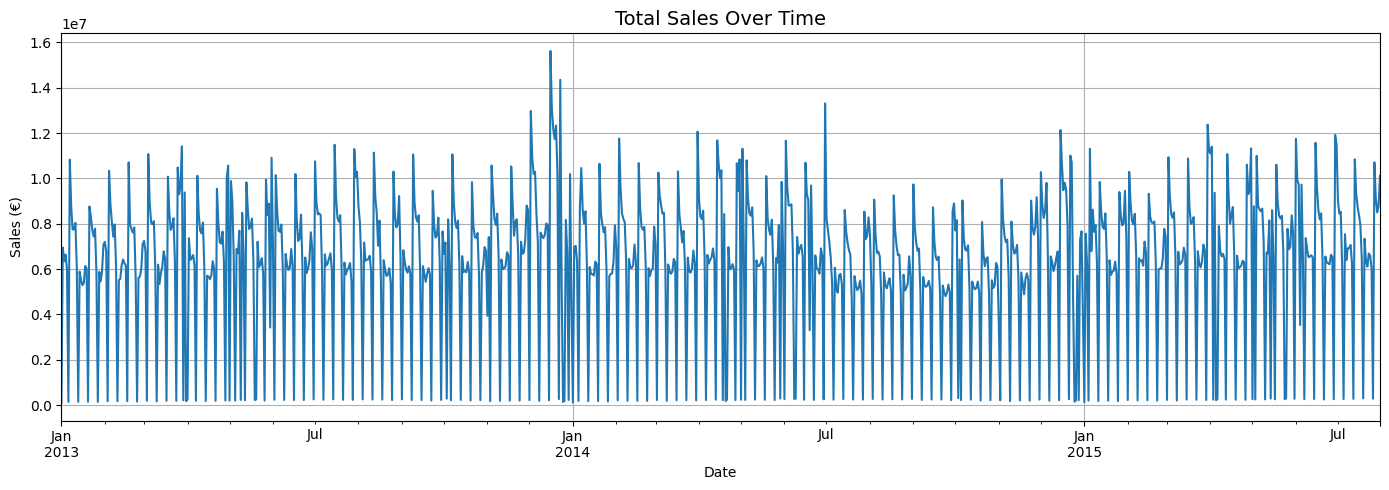 Total Sales Over Time
1e7
1.6
1.4
1.2
1.0
0.8
0.6
0.4
0.2
0.0
Sales (€)
Jan Jul Jan Jul Jan Jul
2013 2014 2015
Date